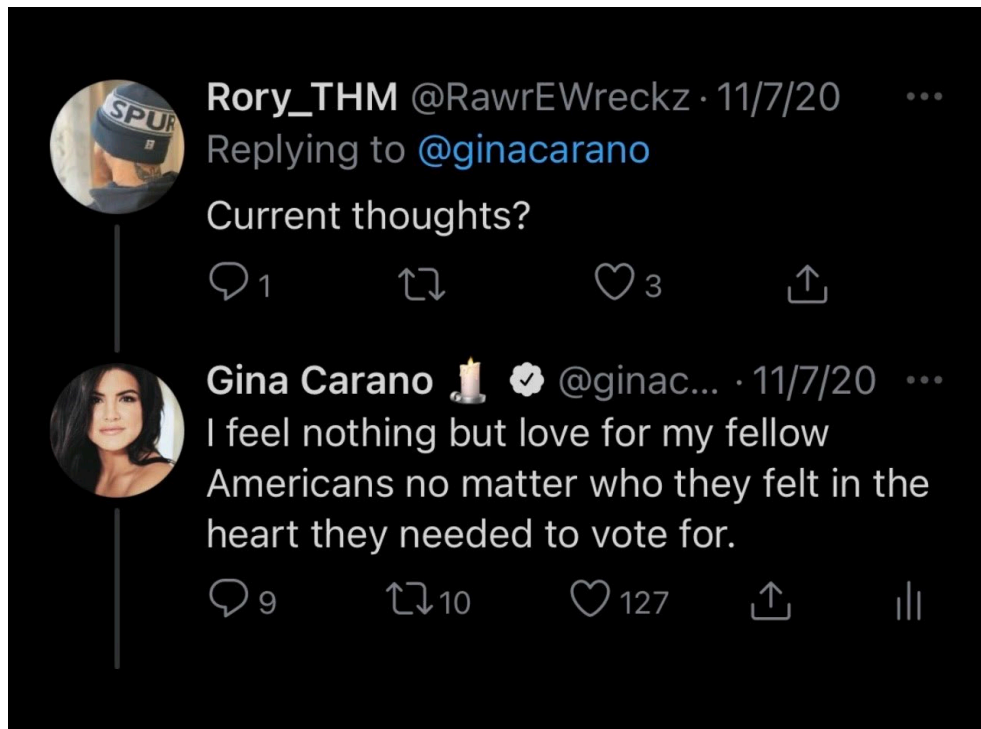 SPUR
Rory_THM @RawrEWreckz · 11/7/20
Replying to @ginacarano
Current thoughts?
1 3
Gina Carano 🕯️ @ginac... · 11/7/20
I feel nothing but love for my fellow
Americans no matter who they felt in the
heart they needed to vote for.
9 10 127